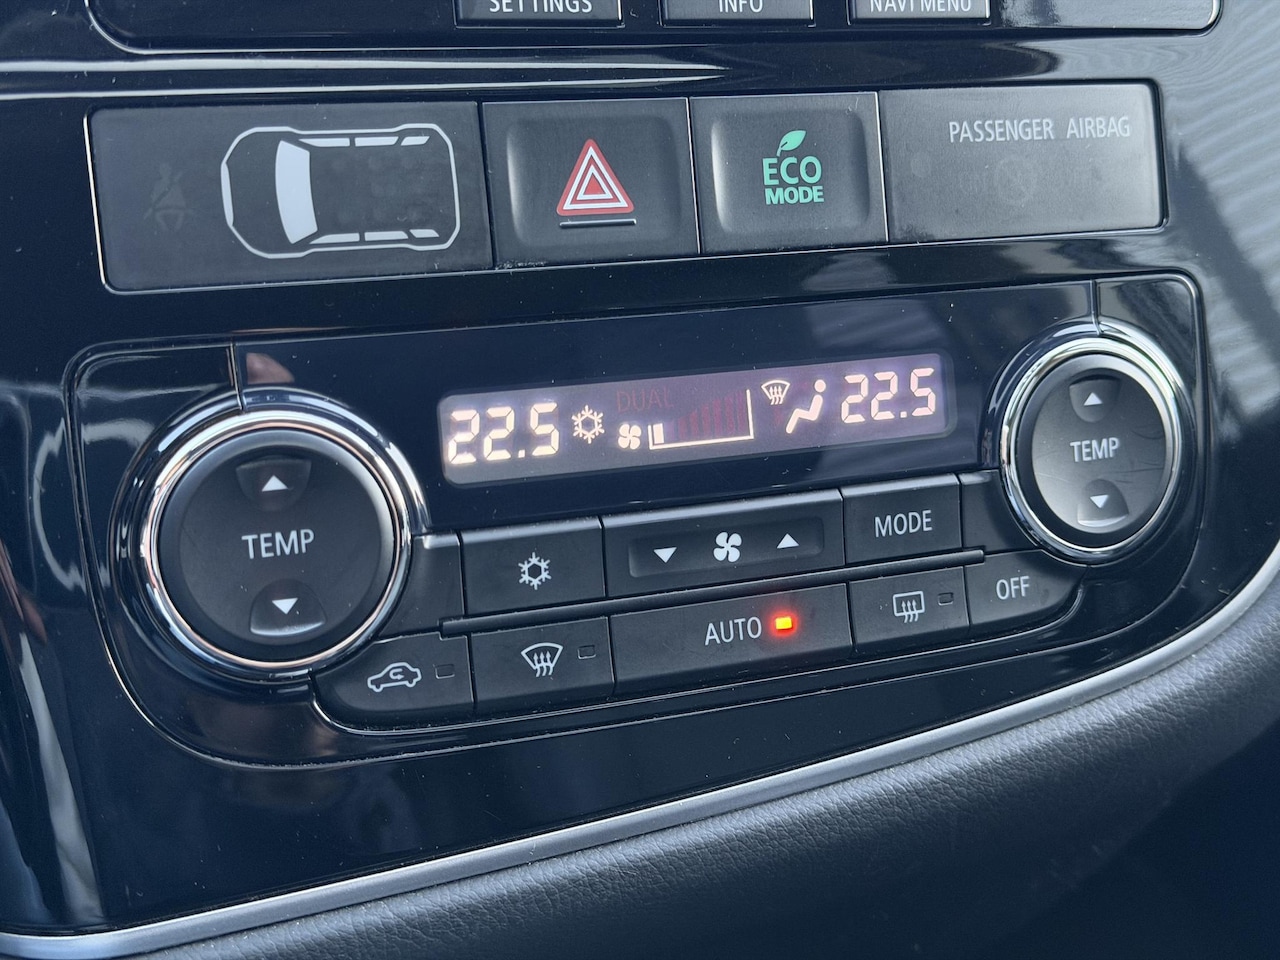 SETTINGS
INFO
NAVI MENU
ECO
MODE
PASSENGER AIRBAG
22.5
DUAL
22.5
TEMP
TEMP
MODE
AUTO
OFF